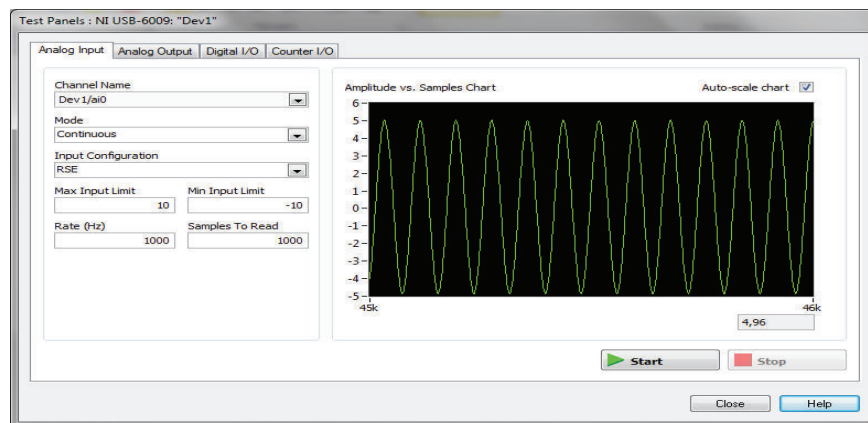 Test Panels : NI USB-6009: "Dev1"
Analog Input Analog Output Digital I/O Counter I/O
Channel Name
Dev1/ai0
Mode
Continuous
Input Configuration
RSE
Max Input Limit Min Input Limit
10 -10
Rate (Hz) Samples To Read
1000 1000
Amplitude vs. Samples Chart Auto-scale chart
6
5
4
3
2
1
0
-1
-2
-3
-4
-5
45k 46k
4,96
Start Stop
Close Help